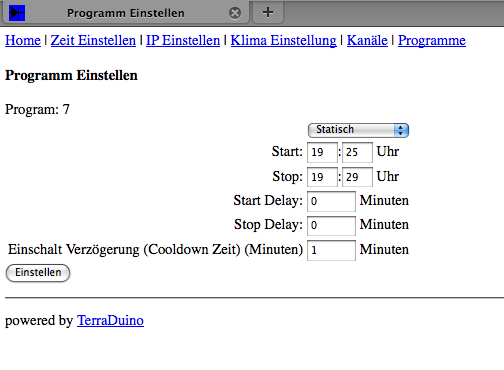 Programm Einstellen
Home | Zeit Einstellen | IP Einstellen | Klima Einstellung | Kanäle | Programme
Programm Einstellen
Program: 7
Statisch
Start: 19 : 25 Uhr
Stop: 19 : 29 Uhr
Start Delay: 0 Minuten
Stop Delay: 0 Minuten
Einschalt Verzögerung (Cooldown Zeit) (Minuten) 1 Minuten
Einstellen
powered by TerraDuino